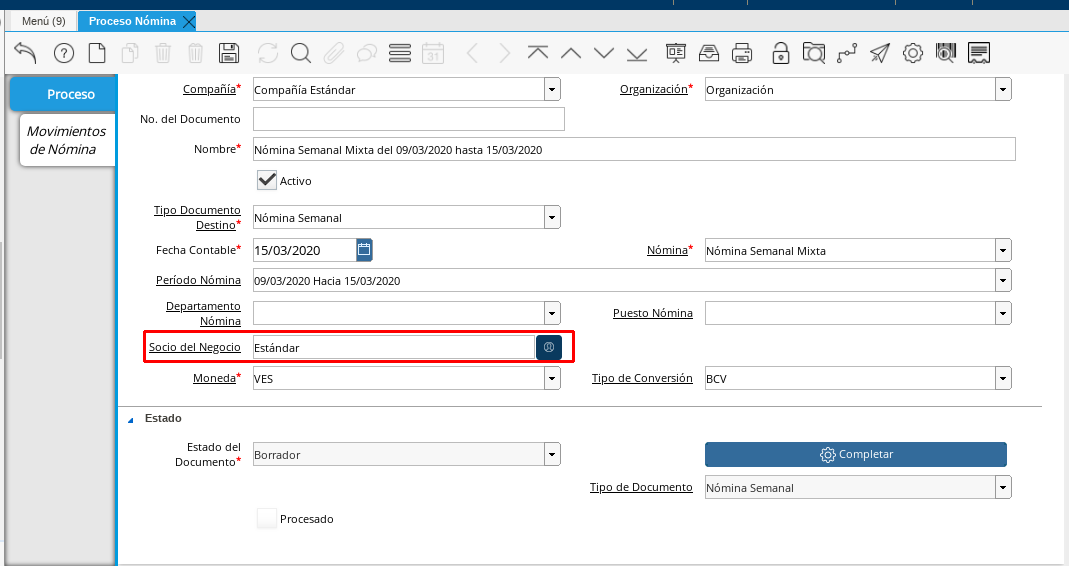 Menú (9)
Proceso Nómina
31
Proceso
Movimientos
de Nómina
Compañía*
Compañía Estándar
Organización*
Organización
No. del Documento
Nombre*
Nómina Semanal Mixta del 09/03/2020 hasta 15/03/2020
Activo
Tipo Documento
Destino*
Nómina Semanal
Fecha Contable*
15/03/2020
Nómina*
Nómina Semanal Mixta
Período Nómina
09/03/2020 Hacia 15/03/2020
Departamento
Nómina
Puesto Nómina
Socio del Negocio
Estándar
Moneda*
VES
Tipo de Conversión
BCV
Estado
Estado del
Documento*
Borrador
Completar
Tipo de Documento
Nómina Semanal
Procesado